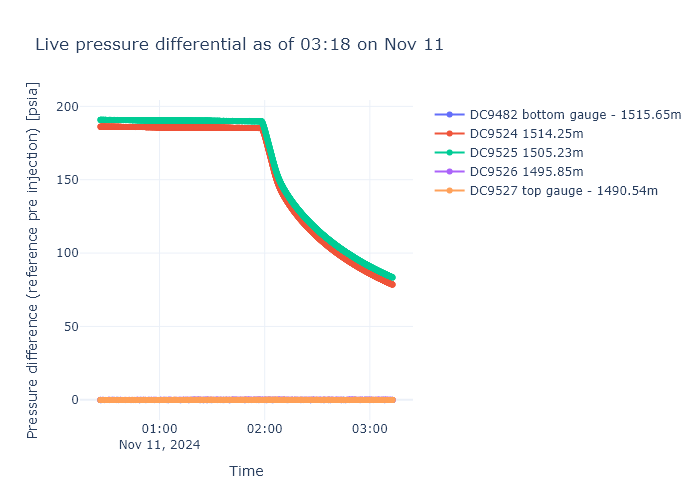 Live pressure differential as of 03:18 on Nov 11
Pressure difference (reference pre injection) [psia]
200
150
100
50
0
01:00
Nov 11, 2024
02:00
03:00
Time
DC9482 bottom gauge - 1515.65m
DC9524 1514.25m
DC9525 1505.23m
DC9526 1495.85m
DC9527 top gauge - 1490.54m